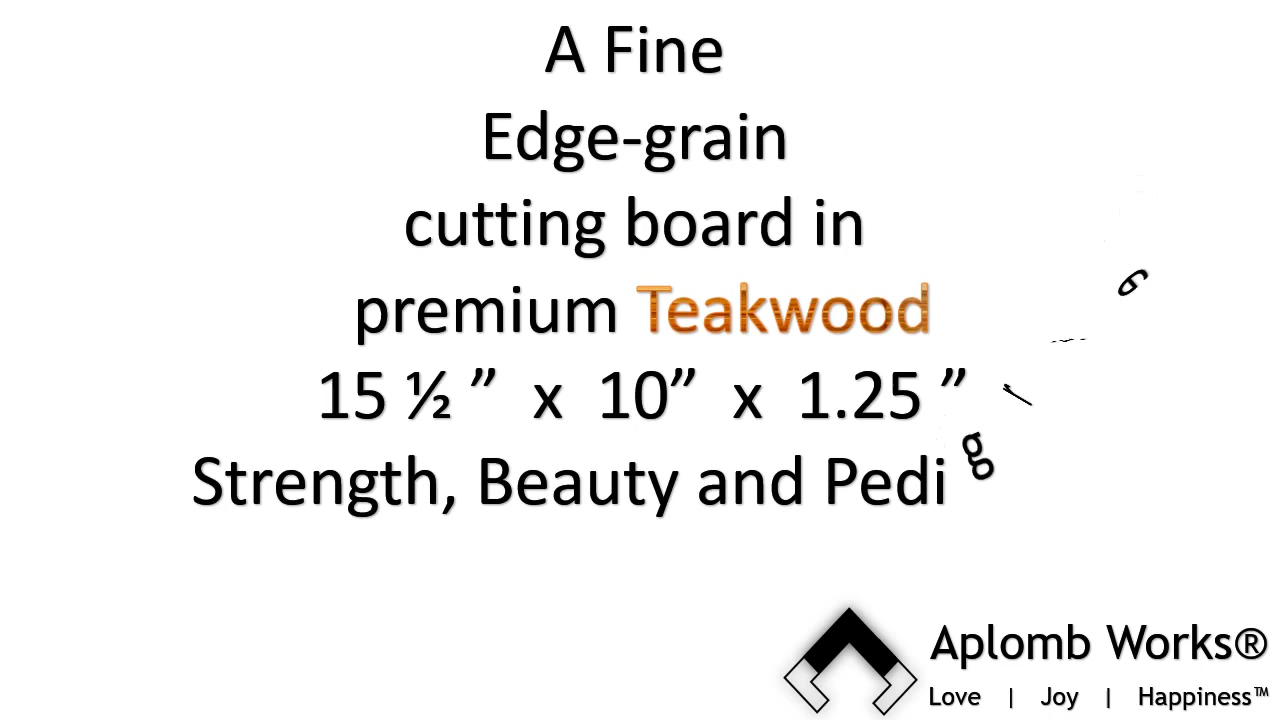 A Fine
Edge-grain
cutting board in
premium Teakwood
15 ½ ” x 10” x 1.25 ”
Strength, Beauty and Pedig
Aplomb Works®
Love | Joy | Happiness™